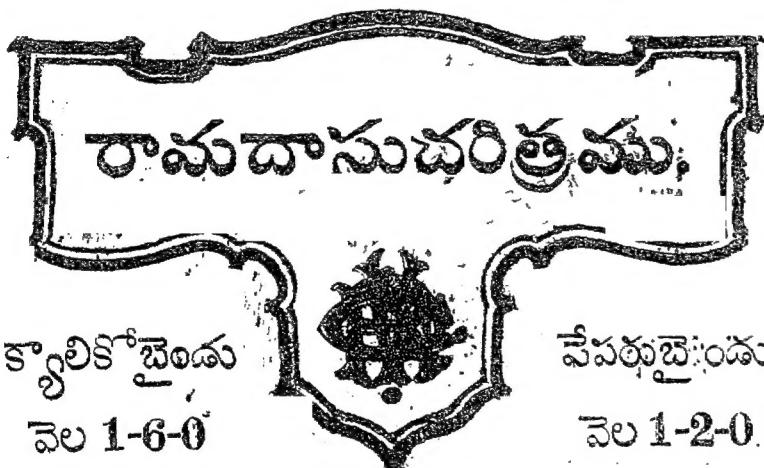 రామదాసుచరిత్రము.
క్యాలికోబైండు
వెల 1-6-0
పేపరుబైండు
వెల 1-2-0.